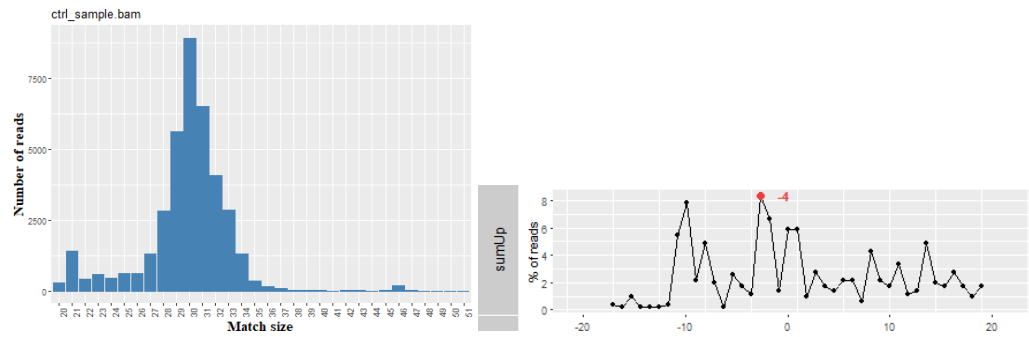 ctrl_sample.bam
Number of reads
7500
5000
2500
0
20 21 22 23 24 25 26 27 28 29 30 31 32 33 34 35 36 37 38 39 40 41 42 43 44 45 46 47 48 49 50 51
Match size
sumUp
% of reads
8
6
4
2
0
-4
-20 -10 0 10 20